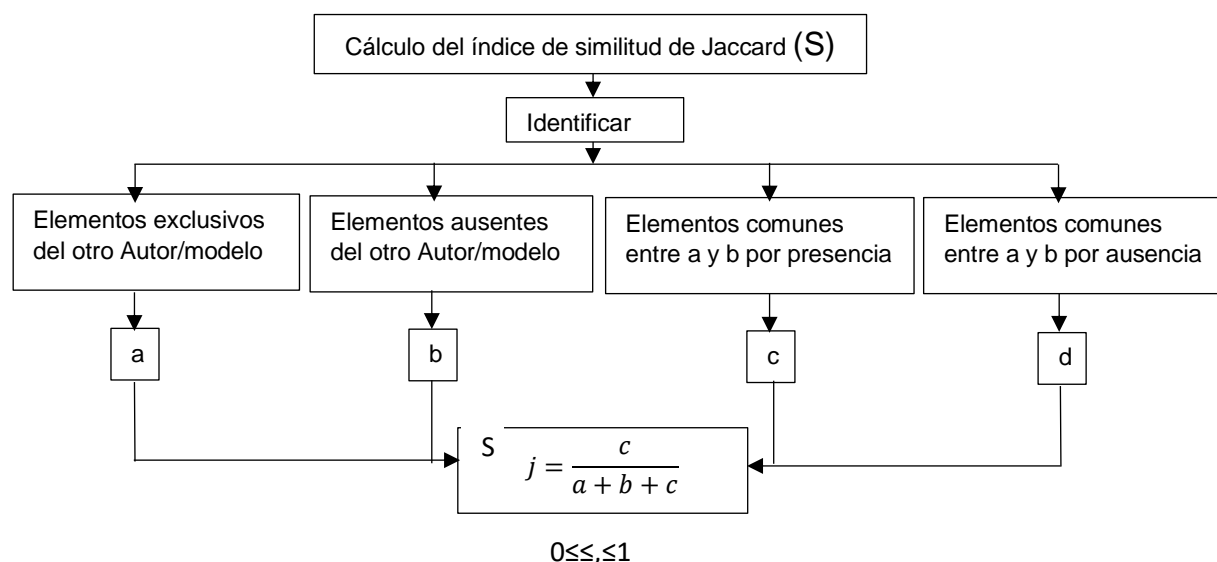 Cálculo del índice de similitud de Jaccard (S)
Identificar
Elementos exclusivos
del otro Autor/modelo
Elementos ausentes
del otro Autor/modelo
Elementos comunes
entre a y b por presencia
Elementos comunes
entre a y b por ausencia
a
b
c
d
S j = c / (a + b + c)
0≤≤,≤1